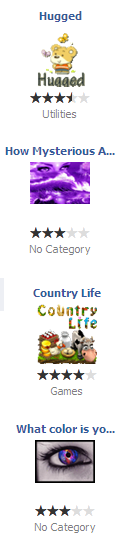 Hugged
Hugged
Utilities
How Mysterious A...
No Category
Country Life
Country
Life
Games
What color is yo...
No Category